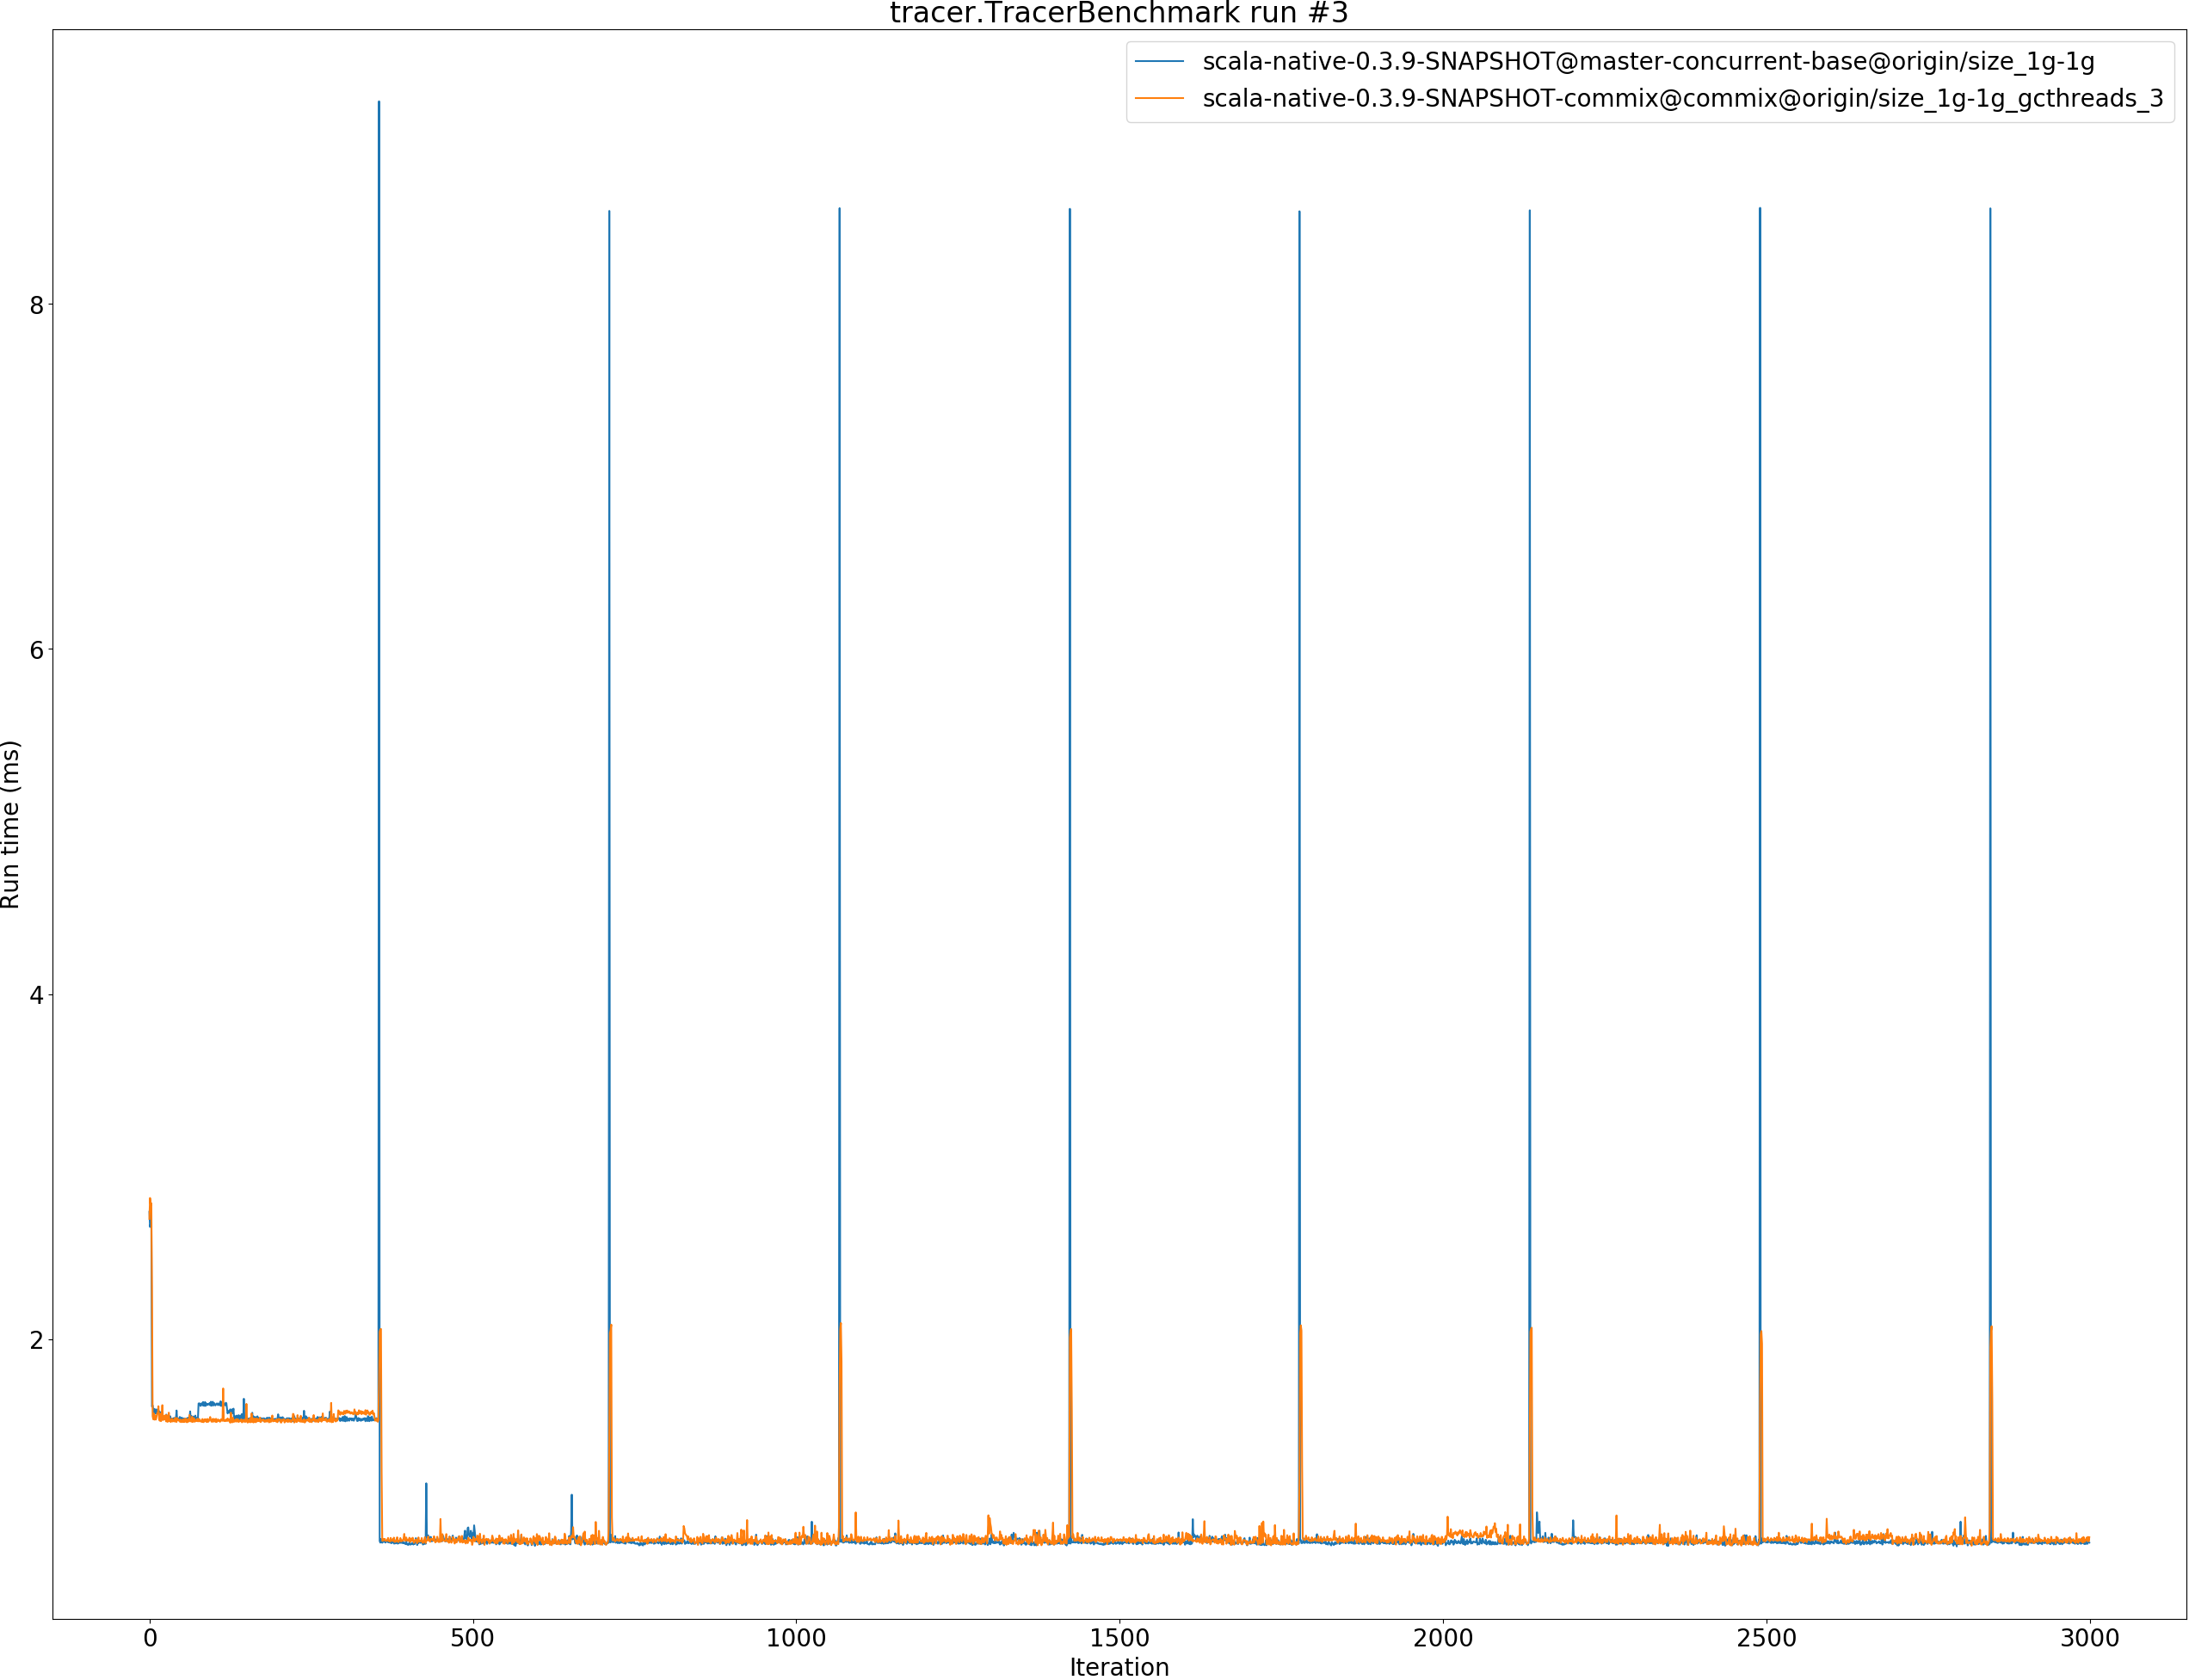 tracer.TracerBenchmark run #3
scala-native-0.3.9-SNAPSHOT@master-concurrent-base@origin/size_1g-1g
scala-native-0.3.9-SNAPSHOT-commix@commix@origin/size_1g-1g_gcthreads_3
8
6
4
2
Run time (ms)
0 500 1000 1500 2000 2500 3000
Iteration